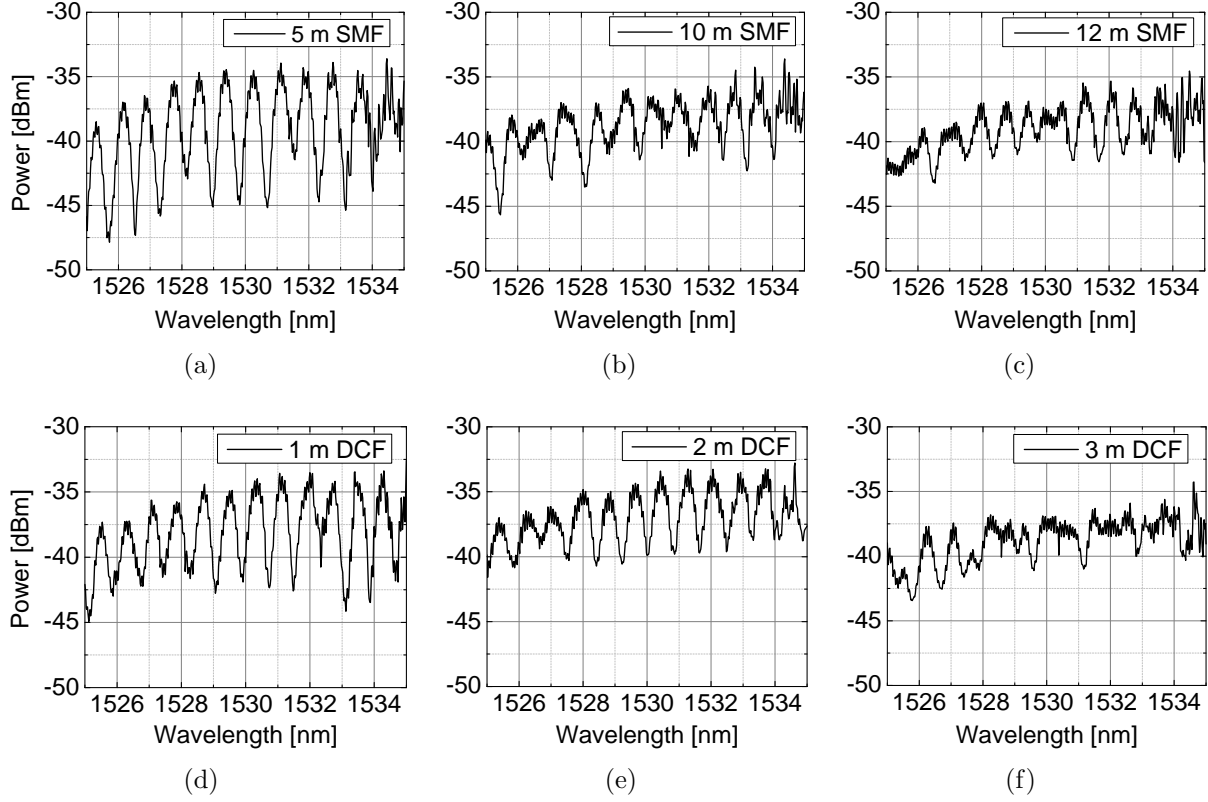 5 m SMF
10 m SMF
12 m SMF
Power [dBm]
-30
-35
-40
-45
-50
-30
-35
-40
-45
-50
-30
-35
-40
-45
-50
1526 1528 1530 1532 1534
1526 1528 1530 1532 1534
1526 1528 1530 1532 1534
Wavelength [nm]
Wavelength [nm]
Wavelength [nm]
(a)
(b)
(c)
1 m DCF
2 m DCF
3 m DCF
Power [dBm]
-30
-35
-40
-45
-50
-30
-35
-40
-45
-50
-30
-35
-40
-45
-50
1526 1528 1530 1532 1534
1526 1528 1530 1532 1534
1526 1528 1530 1532 1534
Wavelength [nm]
Wavelength [nm]
Wavelength [nm]
(d)
(e)
(f)